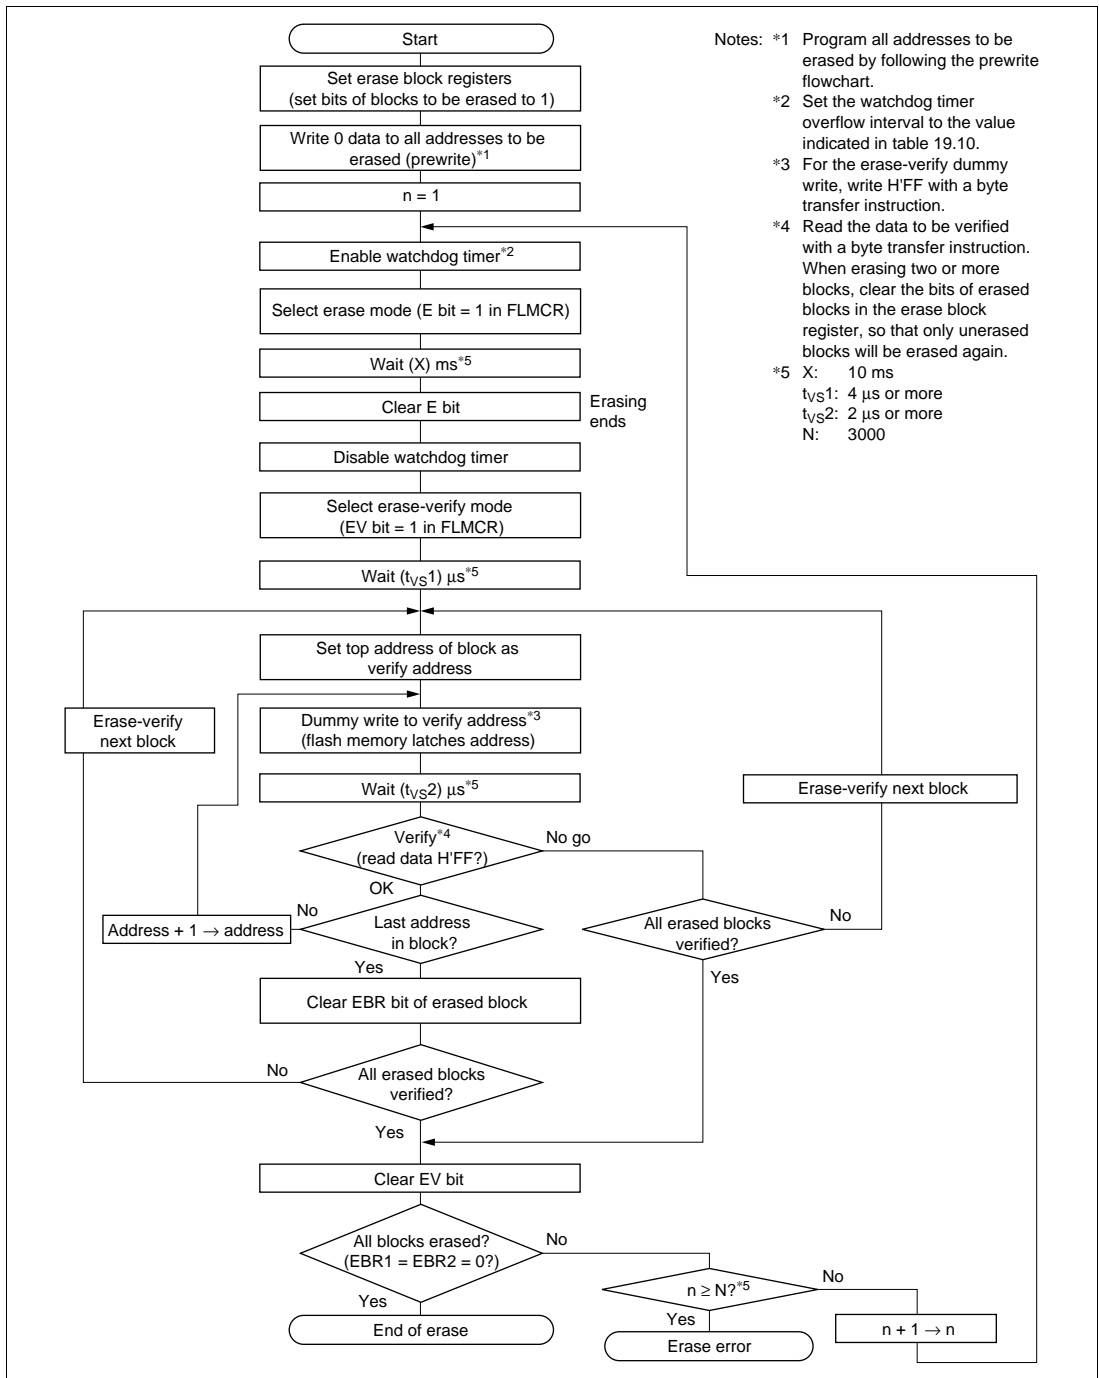 Start
Set erase block registers
(set bits of blocks to be erased to 1)
Write 0 data to all addresses to be
erased (prewrite)*1
n = 1
Enable watchdog timer*2
Select erase mode (E bit = 1 in FLMCR)
Wait (X) ms*5
Clear E bit
Erasing
ends
Disable watchdog timer
Select erase-verify mode
(EV bit = 1 in FLMCR)
Wait (tVS1) μs*5
Set top address of block as
verify address
Erase-verify
next block
Dummy write to verify address*3
(flash memory latches address)
Wait (tVS2) μs*5
Erase-verify next block
Verify*4
(read data H'FF?)
No go
OK
No
Address + 1 → address
Last address
in block?
All erased blocks
verified?
No
Yes
Yes
Clear EBR bit of erased block
No
All erased blocks
verified?
Yes
Clear EV bit
All blocks erased?
(EBR1 = EBR2 = 0?)
No
Yes
n ≥ N?*5
No
Yes
n + 1 → n
End of erase
Erase error
Notes: *1 Program all addresses to be
erased by following the prewrite
flowchart.
*2 Set the watchdog timer
overflow interval to the value
indicated in table 19.10.
*3 For the erase-verify dummy
write, write H'FF with a byte
transfer instruction.
*4 Read the data to be verified
with a byte transfer instruction.
When erasing two or more
blocks, clear the bits of erased
blocks in the erase block
register, so that only unerased
blocks will be erased again.
*5 X: 10 ms
tVS1: 4 μs or more
tVS2: 2 μs or more
N: 3000